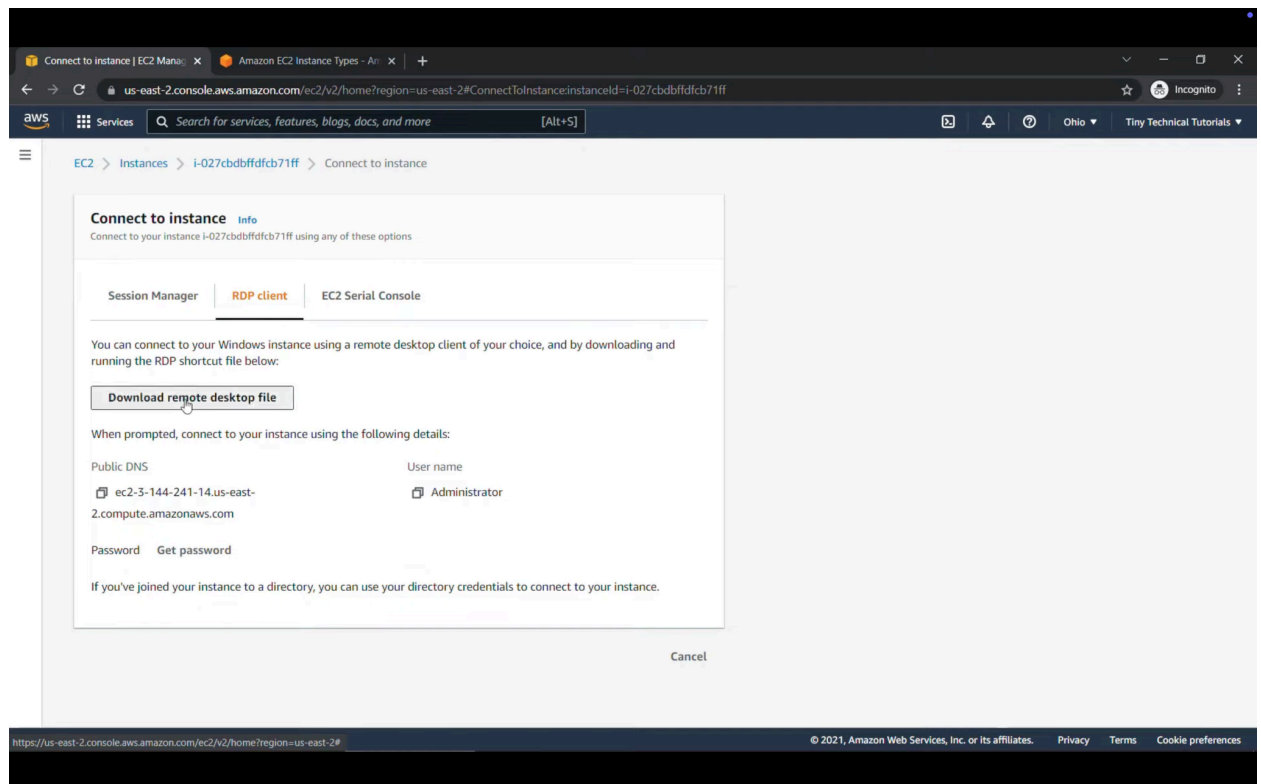 Connect to instance | EC2 Manag
Amazon EC2 Instance Types - Am
us-east-2.console.aws.amazon.com/ec2/v2/home?region=us-east-2#ConnectToInstance:instanceId=i-027cbdbffdfcb71ff
Incognito
aws
Services
Search for services, features, blogs, docs, and more
[Alt+S]
Ohio
Tiny Technical Tutorials
EC2 > Instances > i-027cbdbffdfcb71ff > Connect to instance
Connect to instance Info
Connect to your instance i-027cbdbffdfcb71ff using any of these options
Session Manager
RDP client
EC2 Serial Console
You can connect to your Windows instance using a remote desktop client of your choice, and by downloading and
running the RDP shortcut file below:
Download remote desktop file
When prompted, connect to your instance using the following details:
Public DNS
User name
ec2-3-144-241-14.us-east-
2.compute.amazonaws.com
Administrator
Password Get password
If you've joined your instance to a directory, you can use your directory credentials to connect to your instance.
Cancel
https://us-east-2.console.aws.amazon.com/ec2/v2/home?region=us-east-2#
© 2021, Amazon Web Services, Inc. or its affiliates.
Privacy
Terms
Cookie preferences